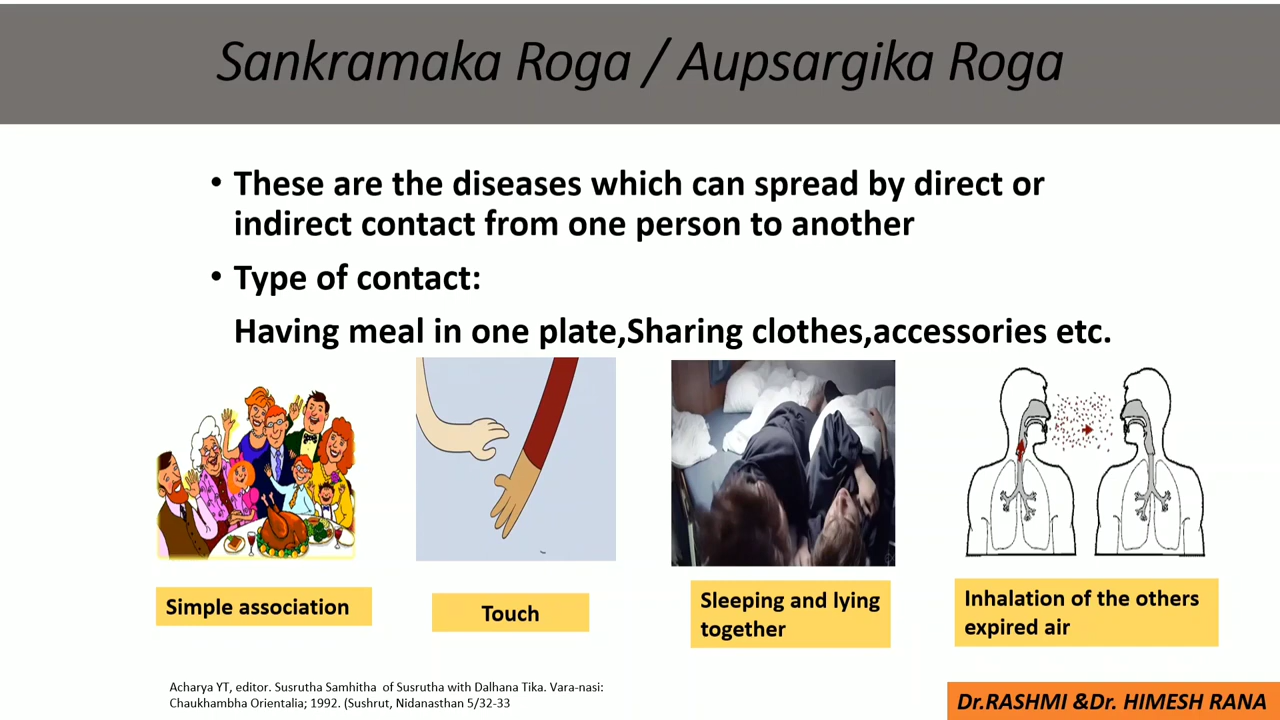 Sankramaka Roga / Aupsargika Roga
• These are the diseases which can spread by direct or
indirect contact from one person to another
• Type of contact:
Having meal in one plate,Sharing clothes,accessories etc.
Simple association
Touch
Sleeping and lying
together
Inhalation of the others
expired air
Acharya YT, editor. Susrutha Samhitha of Susrutha with Dalhana Tika. Vara-nasi:
Chaukhambha Orientalia; 1992. (Sushrut, Nidanasthan 5/32-33
Dr.RASHMI &Dr. HIMESH RANA